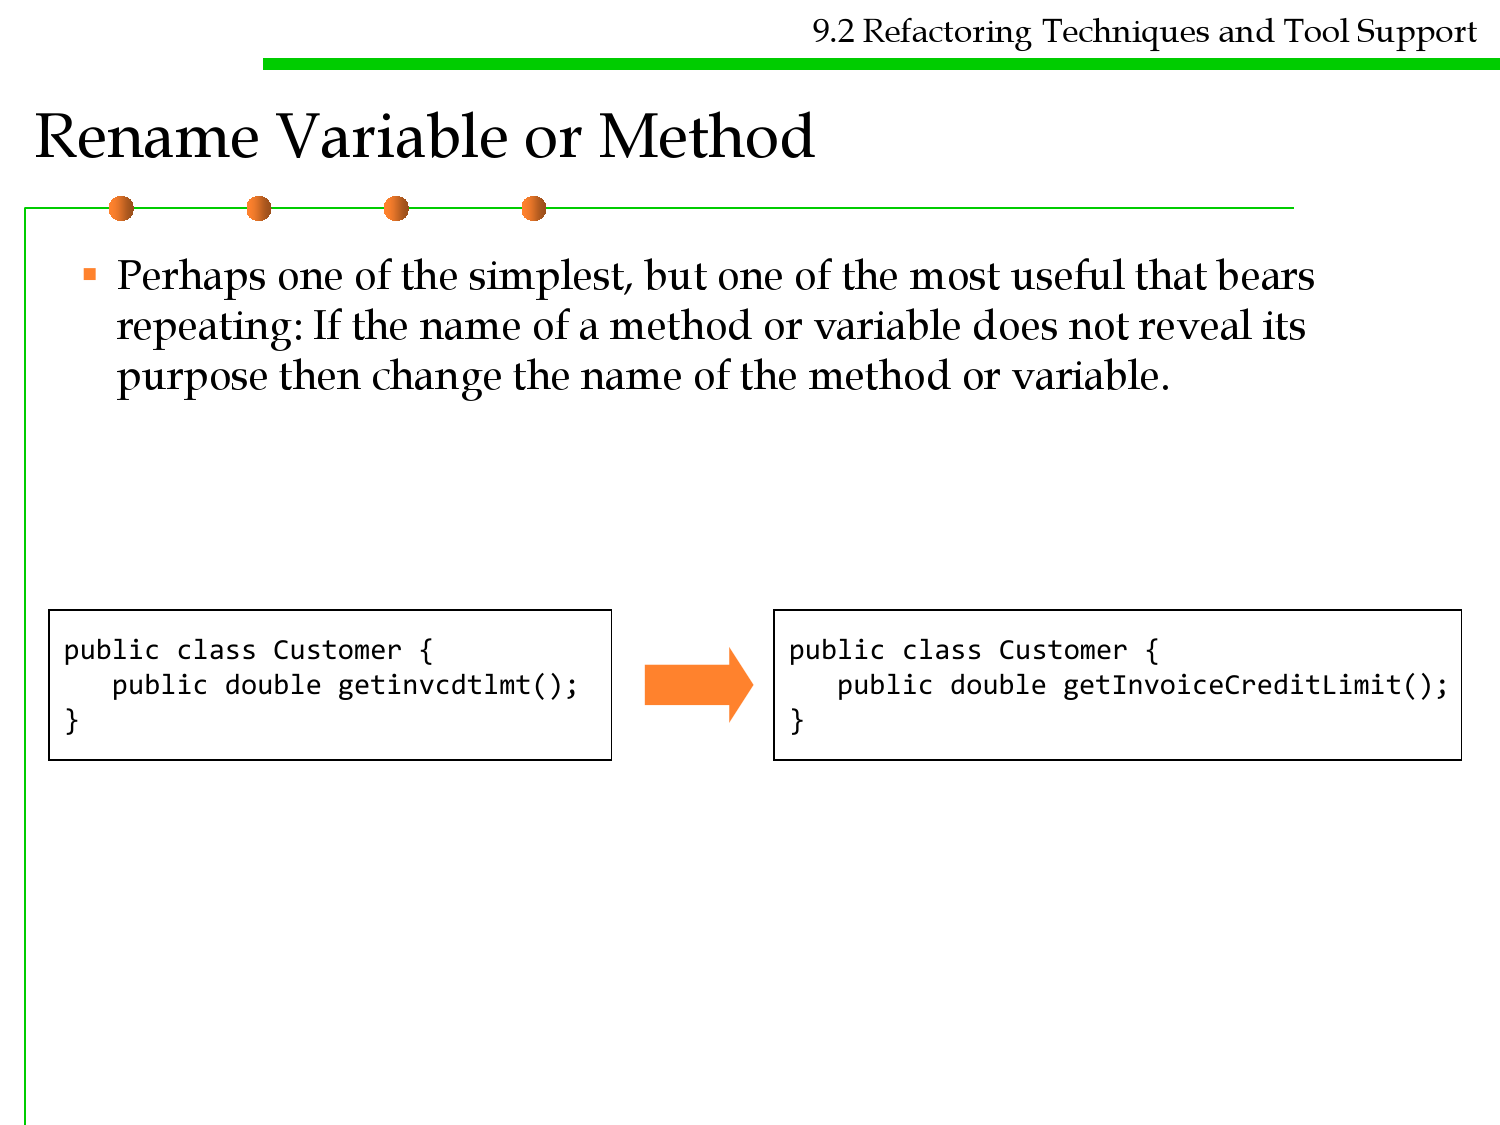 9.2 Refactoring Techniques and Tool Support
Rename Variable or Method
Perhaps one of the simplest, but one of the most useful that bears
repeating: If the name of a method or variable does not reveal its
purpose then change the name of the method or variable.
public class Customer {
   public double getinvcdtlmt();
}
public class Customer {
   public double getInvoiceCreditLimit();
}